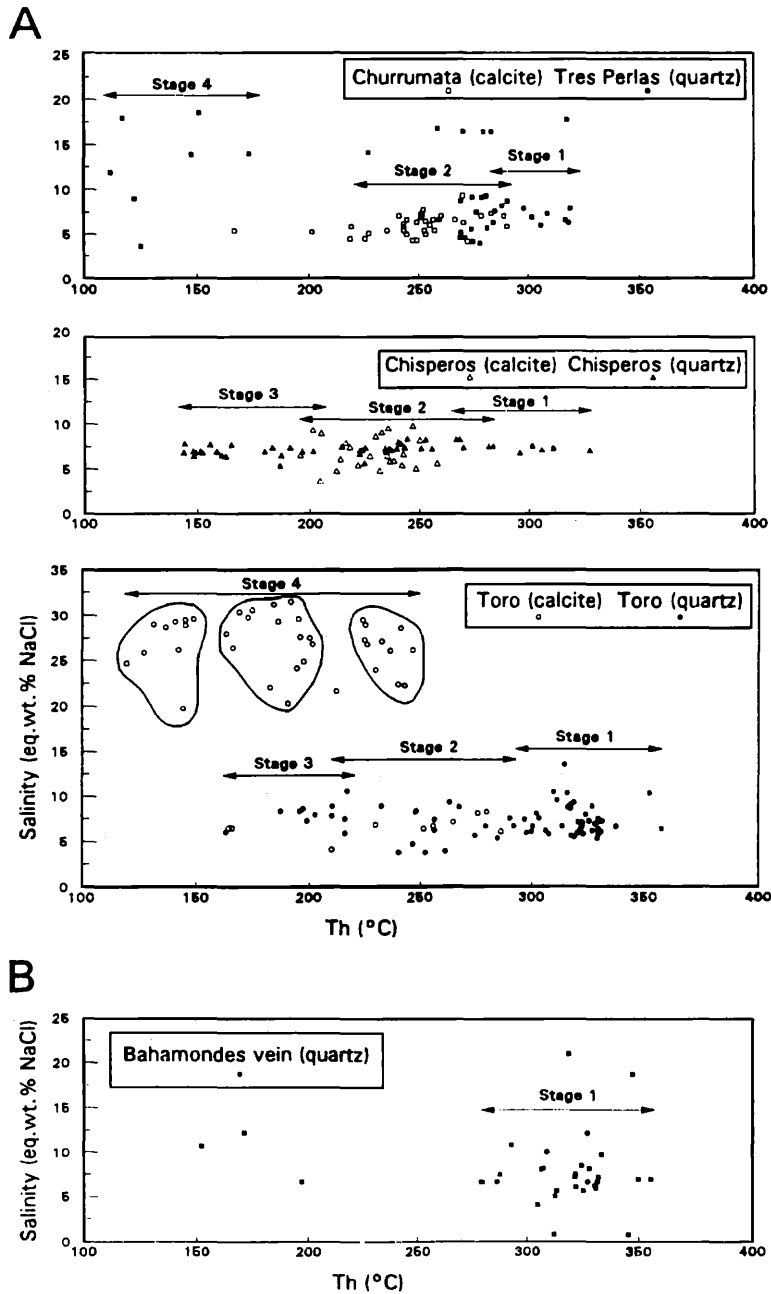 A
25
20
15
10
5
0
Stage 4
Churrumata (calcite) Tres Perlas (quartz)
Stage 1
Stage 2
100 150 200 250 300 350 400
20
15
10
5
0
Chisperos (calcite) Chisperos (quartz)
Stage 3
Stage 2
Stage 1
100 150 200 250 300 350 400
Salinity (eq.wt. % NaCl)
35
30
25
20
15
10
5
0
Stage 4
Toro (calcite) Toro (quartz)
Stage 1
Stage 2
Stage 3
100 150 200 250 300 350 400
Th (°C)
B
Salinity (eq.wt. % NaCl)
25
20
15
10
5
0
Bahamondes vein (quartz)
Stage 1
100 150 200 250 300 350 400
Th (°C)